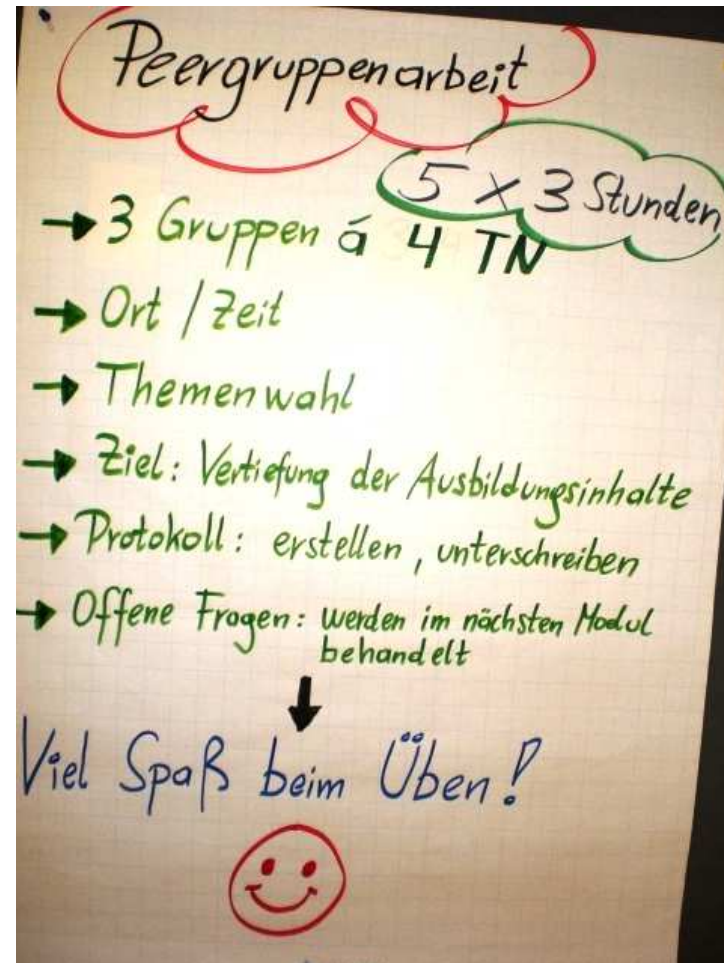 Peergruppenarbeit
5 x 3 Stunden
→ 3 Gruppen á 4 TN
→ Ort / Zeit
→ Themenwahl
→ Ziel: Vertiefung der Ausbildungsinhalte
→ Protokoll: erstellen, unterschreiben
→ Offene Fragen: werden im nächsten Modul
behandelt
Viel Spaß beim Üben!